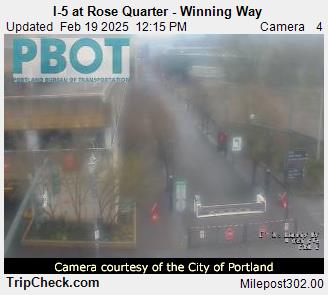 I-5 at Rose Quarter - Winning Way
Updated Feb 19 2025 12:15 PM Camera 4
PBOT
PORTLAND BUREAU OF TRANSPORTATION
Camera courtesy of the City of Portland
TripCheck.com Milepost302.00